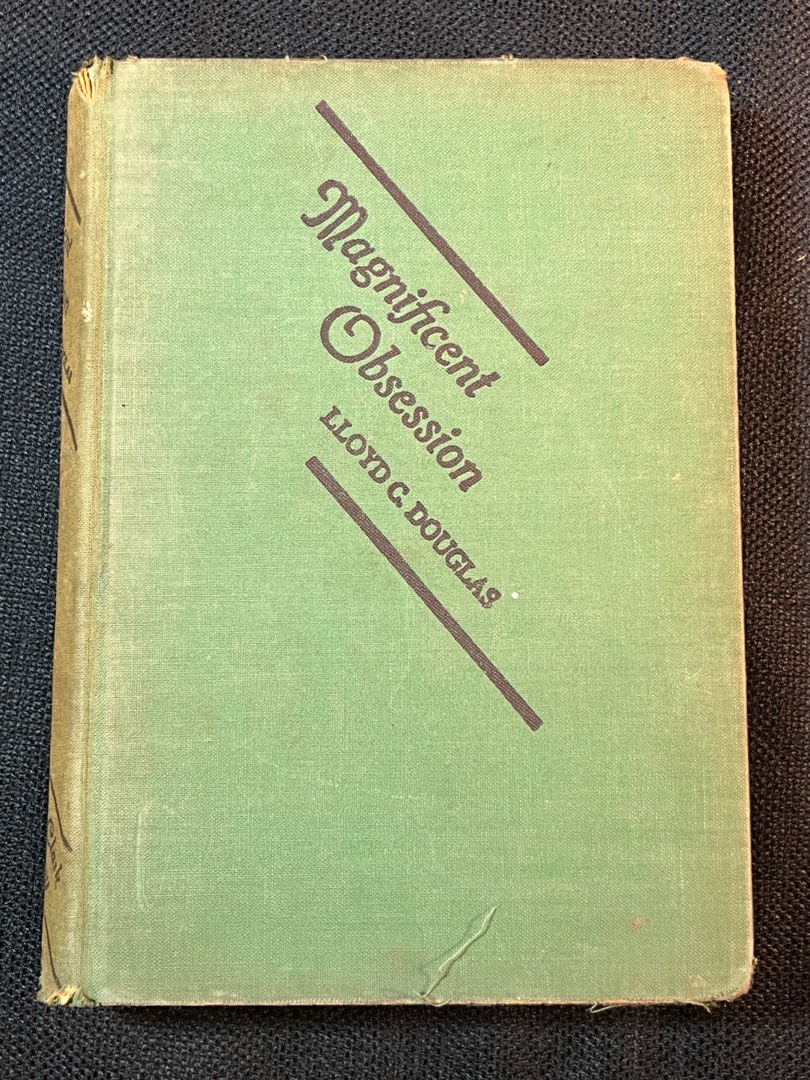 Magnificent
Obsession
LLOYD C. DOUGLAS